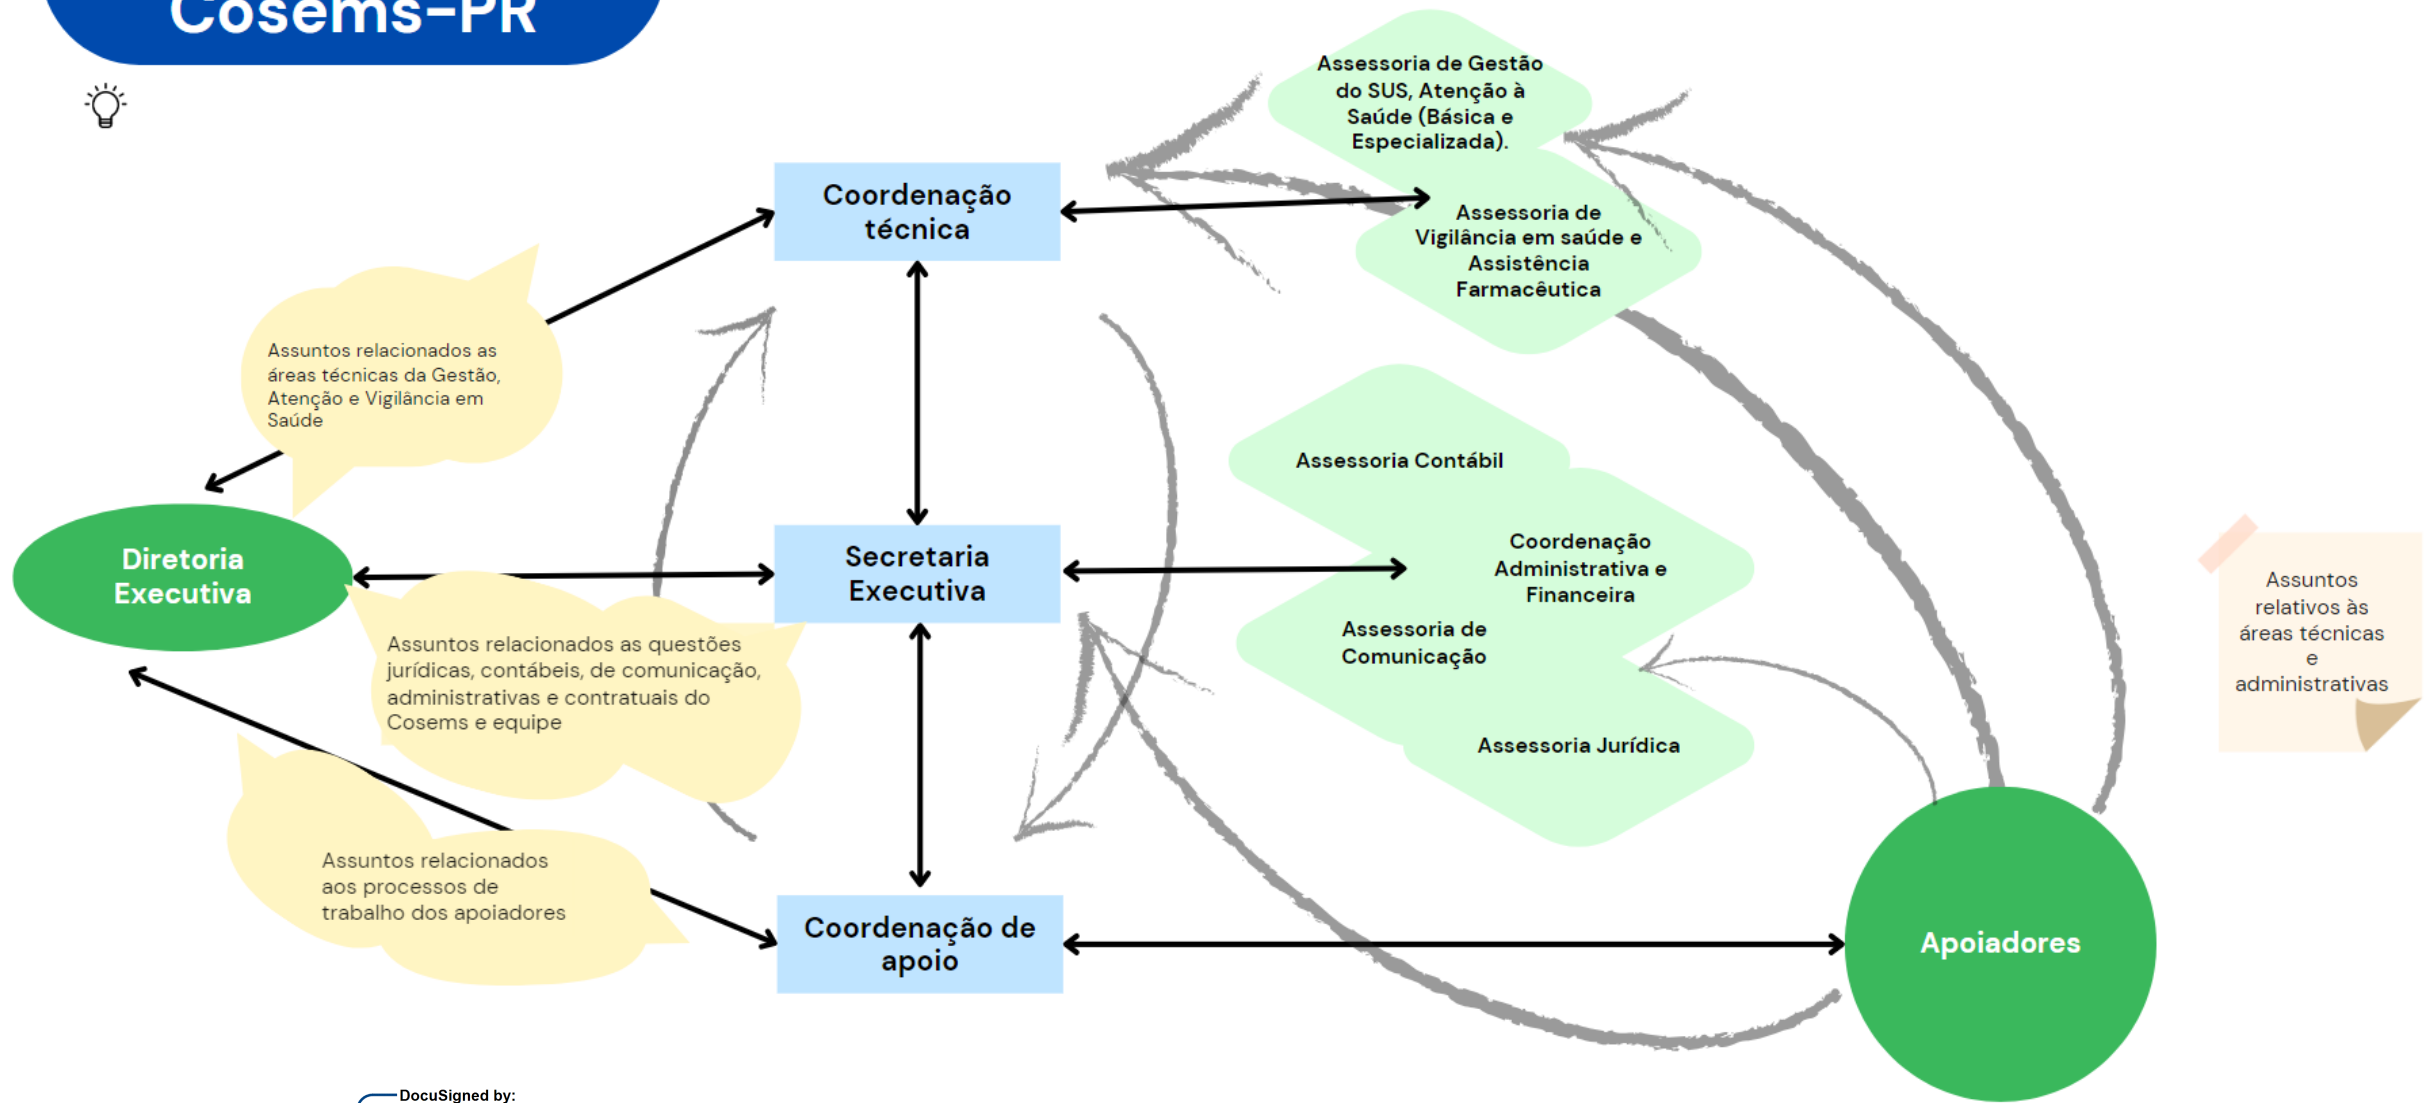 Cosems-PR
Assessoria de Gestão
do SUS, Atenção à
Saúde (Básica e
Especializada).
Coordenação
técnica
Assessoria de
Vigilância em saúde e
Assistência
Farmacêutica
Assuntos relacionados as
áreas técnicas da Gestão,
Atenção e Vigilância em
Saúde
Assessoria Contábil
Diretoria
Executiva
Secretaria
Executiva
Coordenação
Administrativa e
Financeira
Assuntos
relativos às
áreas técnicas
e
administrativas
Assuntos relacionados as questões
jurídicas, contábeis, de comunicação,
administrativas e contratuais do
Cosems e equipe
Assessoria de
Comunicação
Assessoria Jurídica
Assuntos relacionados
aos processos de
trabalho dos apoiadores
Coordenação de
apoio
Apoiadores
DocuSigned by: